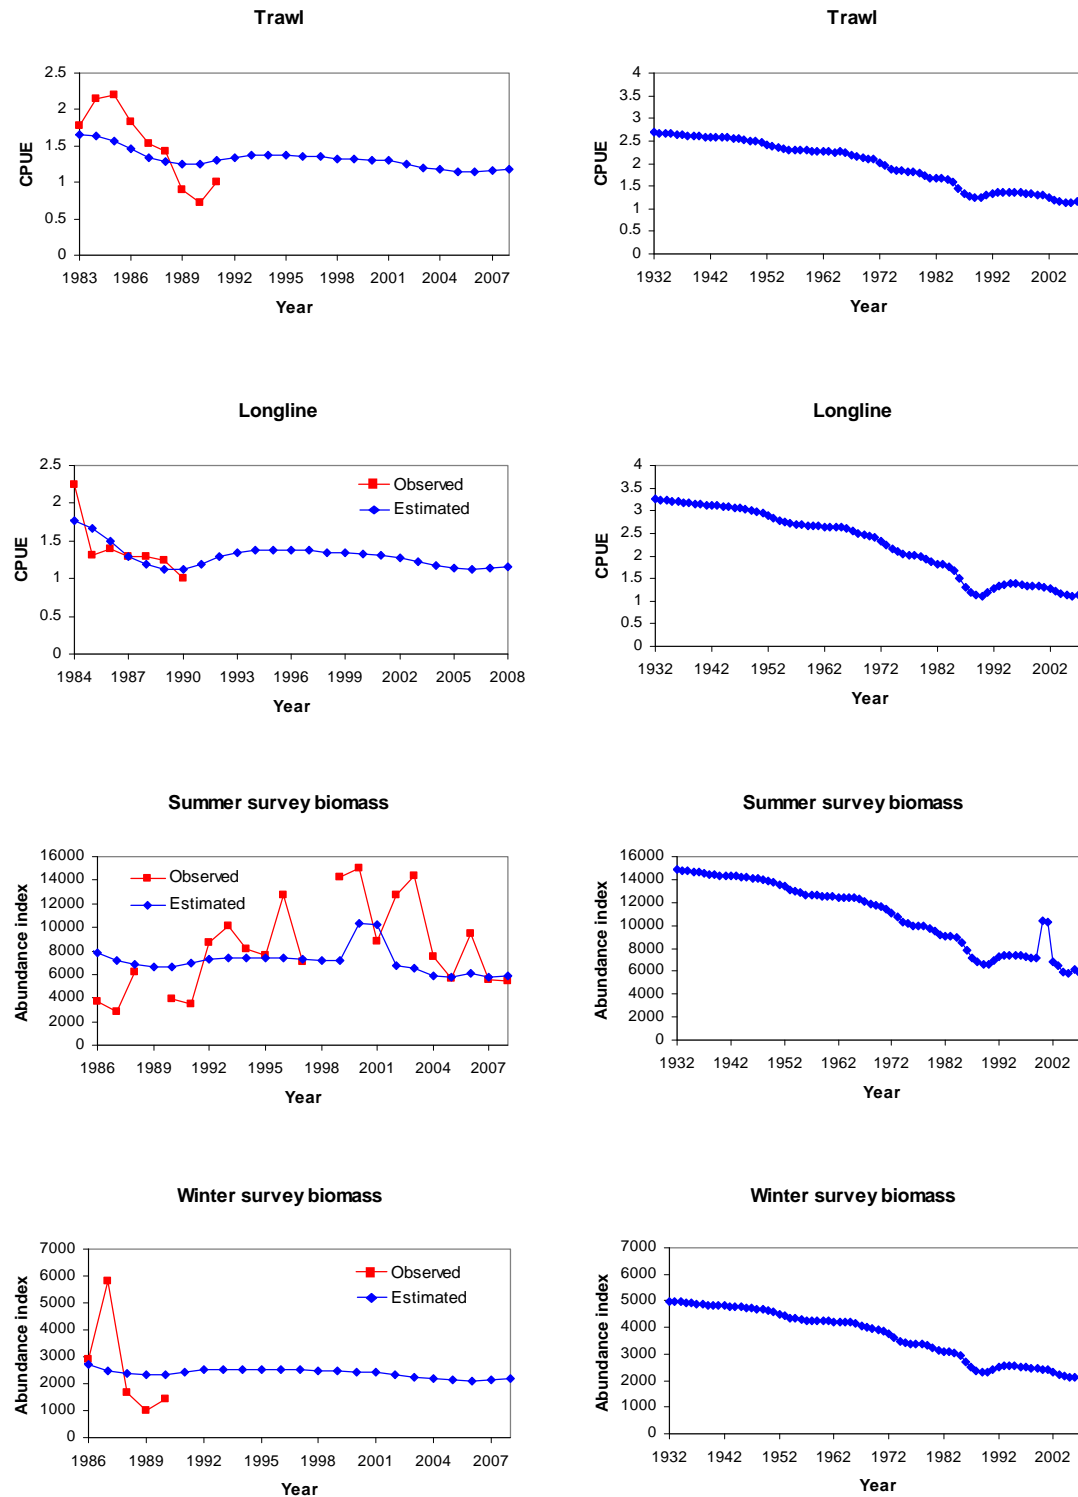 Trawl
2.5
2
1.5
1
0.5
0
CPUE
1983 1986 1989 1992 1995 1998 2001 2004 2007
Year
Trawl
4
3.5
3
2.5
2
1.5
1
0.5
0
CPUE
1932 1942 1952 1962 1972 1982 1992 2002
Year
Longline
2.5
2
1.5
1
0.5
0
CPUE
Observed
Estimated
1984 1987 1990 1993 1996 1999 2002 2005 2008
Year
Longline
4
3.5
3
2.5
2
1.5
1
0.5
0
CPUE
1932 1942 1952 1962 1972 1982 1992 2002
Year
Summer survey biomass
16000
14000
12000
10000
8000
6000
4000
2000
0
Abundance index
Observed
Estimated
1986 1989 1992 1995 1998 2001 2004 2007
Year
Summer survey biomass
16000
14000
12000
10000
8000
6000
4000
2000
0
Abundance index
1932 1942 1952 1962 1972 1982 1992 2002
Year
Winter survey biomass
7000
6000
5000
4000
3000
2000
1000
0
Abundance index
Observed
Estimated
1986 1989 1992 1995 1998 2001 2004 2007
Year
Winter survey biomass
7000
6000
5000
4000
3000
2000
1000
0
Abundance index
1932 1942 1952 1962 1972 1982 1992 2002
Year